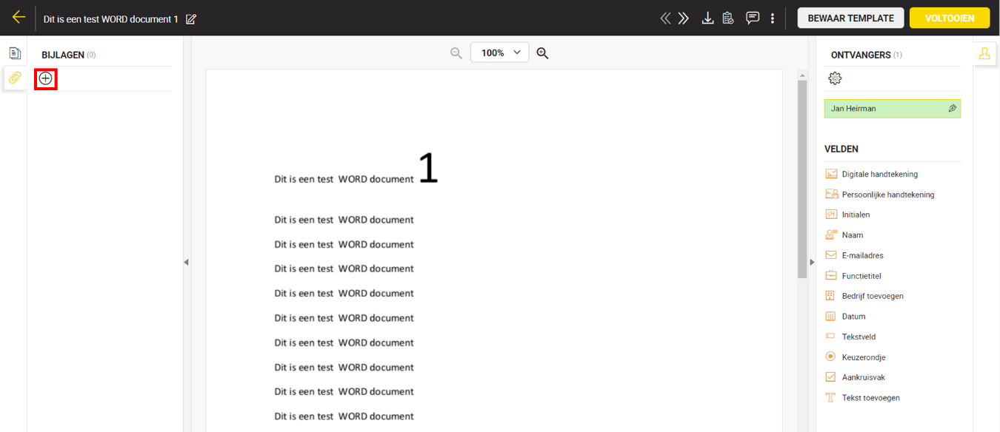 Dit is een test WORD document 1
BEWAAR TEMPLATE
VOLTOOIEN
BIJLAGEN (0)
100%
Dit is een test WORD document 1
Dit is een test WORD document
Dit is een test WORD document
Dit is een test WORD document
Dit is een test WORD document
Dit is een test WORD document
Dit is een test WORD document
Dit is een test WORD document
Dit is een test WORD document
Dit is een test WORD document
ONTVANGERS (1)
Jan Heirman
VELDEN
Digitale handtekening
Persoonlijke handtekening
SH Initialen
Naam
E-mailadres
Functietitel
Bedrijf toevoegen
Datum
Tekstveld
Keuzerondje
Aankruisvak
Tekst toevoegen